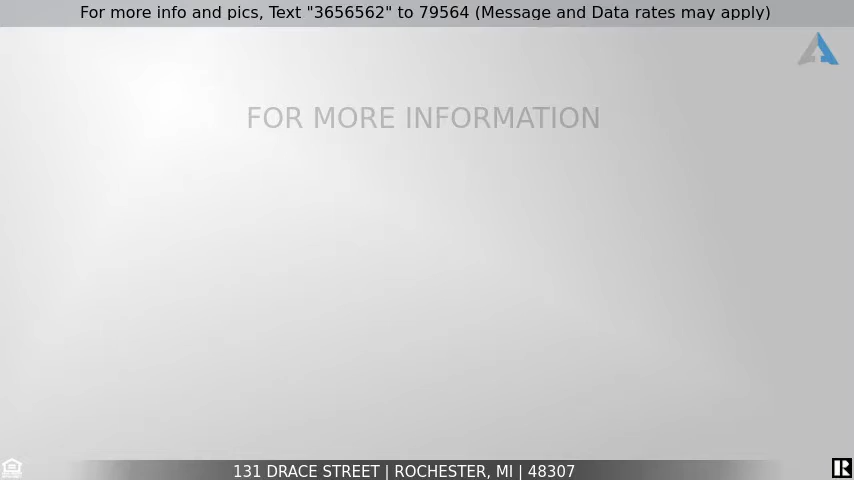 For more info and pics, Text "3656562" to 79564 (Message and Data rates may apply)
FOR MORE INFORMATION
131 DRACE STREET | ROCHESTER, MI | 48307